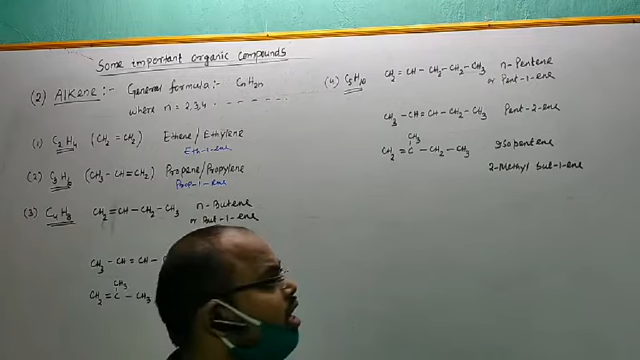 Some important organic compounds
(2) Alkene :- General formula:- CnH2n
where n = 2,3,4 - - - - - - -
(1) C2H4 (CH2 = CH2) Ethene / Ethylene
Eth-1-ene
(2) C3H6 (CH3 - CH = CH2) Propene / Propylene
Prop-1-ene
(3) C4H8 CH2 = CH - CH2 - CH3 n-Butene
or But-1-ene
CH3 - CH = CH -
CH3
CH2 = C - CH3
(4) C5H10 CH2 = CH - CH2 - CH2 - CH3 n-Pentene
or Pent-1-ene
CH3 - CH = CH - CH2 - CH3 Pent-2-ene
CH3
CH2 = C - CH2 - CH3 Isopentene
2-Methyl but-1-ene